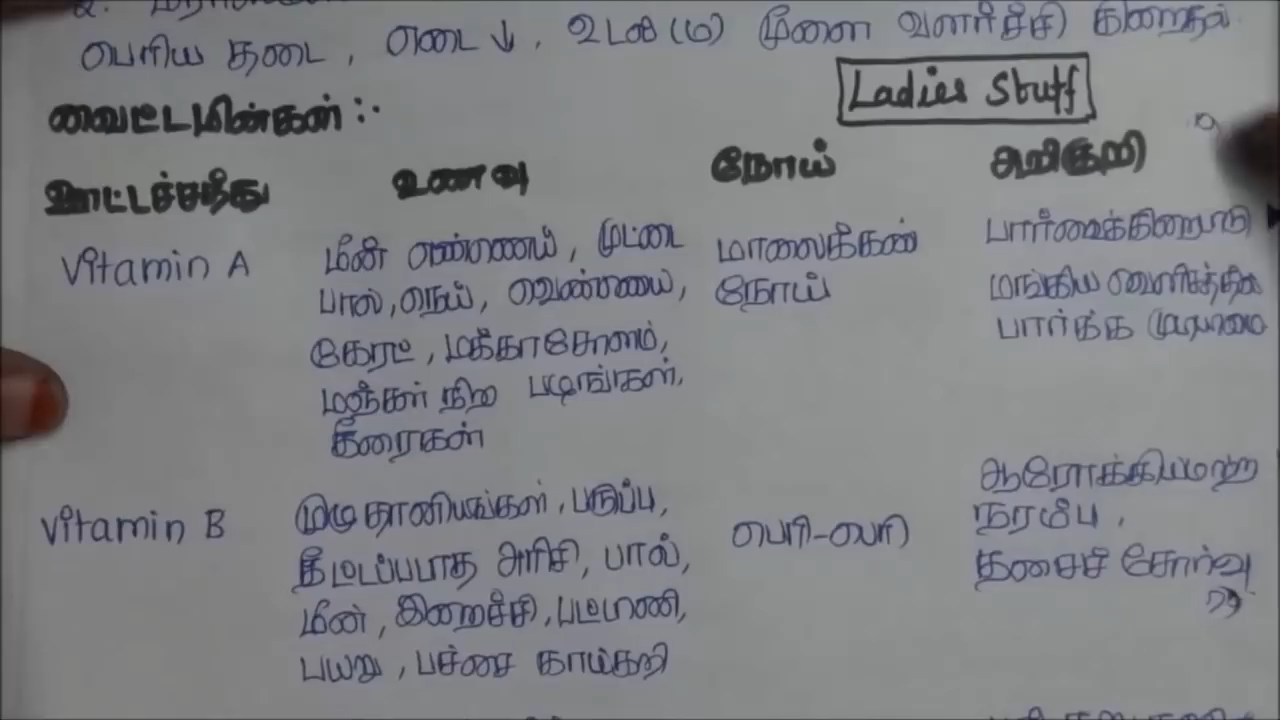 பெரிய தடை, எடை ↓, உடல் (ம) மூளை வளர்ச்சி குறைதல்.
Ladies Stuff
வைட்டமின்கள் :-
ஊட்டச்சத்து உணவு நோய் அறிகுறி
Vitamin A மீன் எண்ணெய், முட்டை மாலைக்கண் பார்வைக்குறைபாடு
பால், நெய், வெண்ணெய், நோய் மங்கிய வெளிச்சத்தில்
கேரட், மக்காசோளம், பார்க்க முடியாமை
மஞ்சள் நிற பழங்கள்,
கீரைகள்
Vitamin B முழு தானியங்கள், பருப்பு, பெரி-பெரி ஆரோக்கியமற்ற
தீட்டப்படாத அரிசி, பால், நரம்பு,
மீன், இறைச்சி, பட்டாணி, தசைச் சோர்வு
பயறு, பச்சை காய்கறி